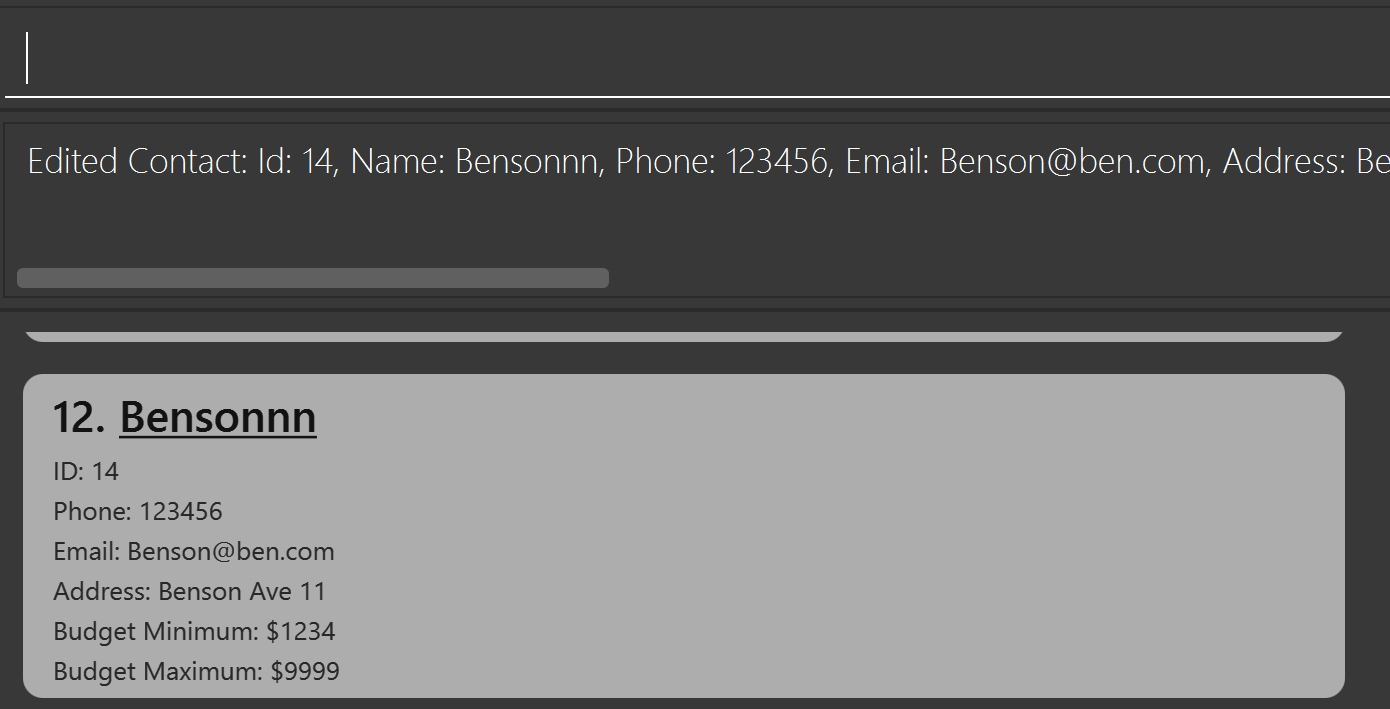 Edited Contact: Id: 14, Name: Bensonnn, Phone: 123456, Email: Benson@ben.com, Address: Be
12. Bensonnn
ID: 14
Phone: 123456
Email: Benson@ben.com
Address: Benson Ave 11
Budget Minimum: $1234
Budget Maximum: $9999